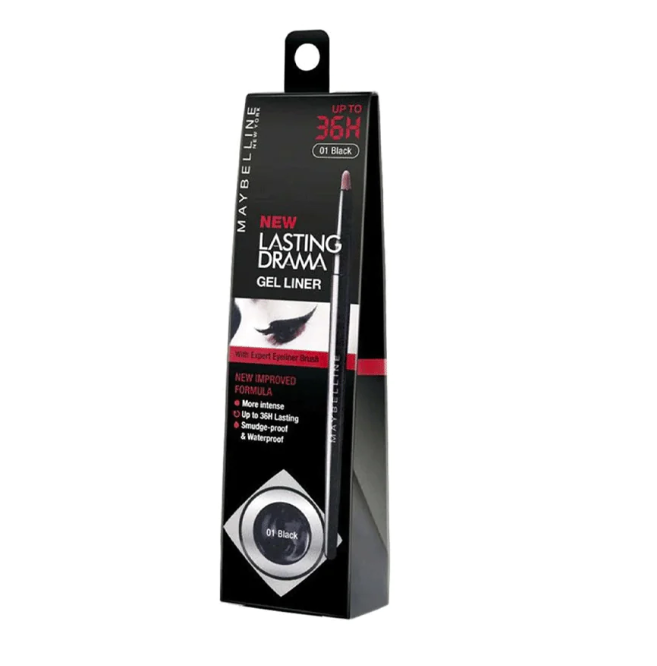 MAYBELLINE
NEW YORK
UP TO
36H
01 Black
NEW
LASTING
DRAMA
GEL LINER
With Expert Eyeliner Brush
NEW IMPROVED
FORMULA
More intense
Up to 36H Lasting
Smudge-proof
& Waterproof
MAYBELLINE
01 Black